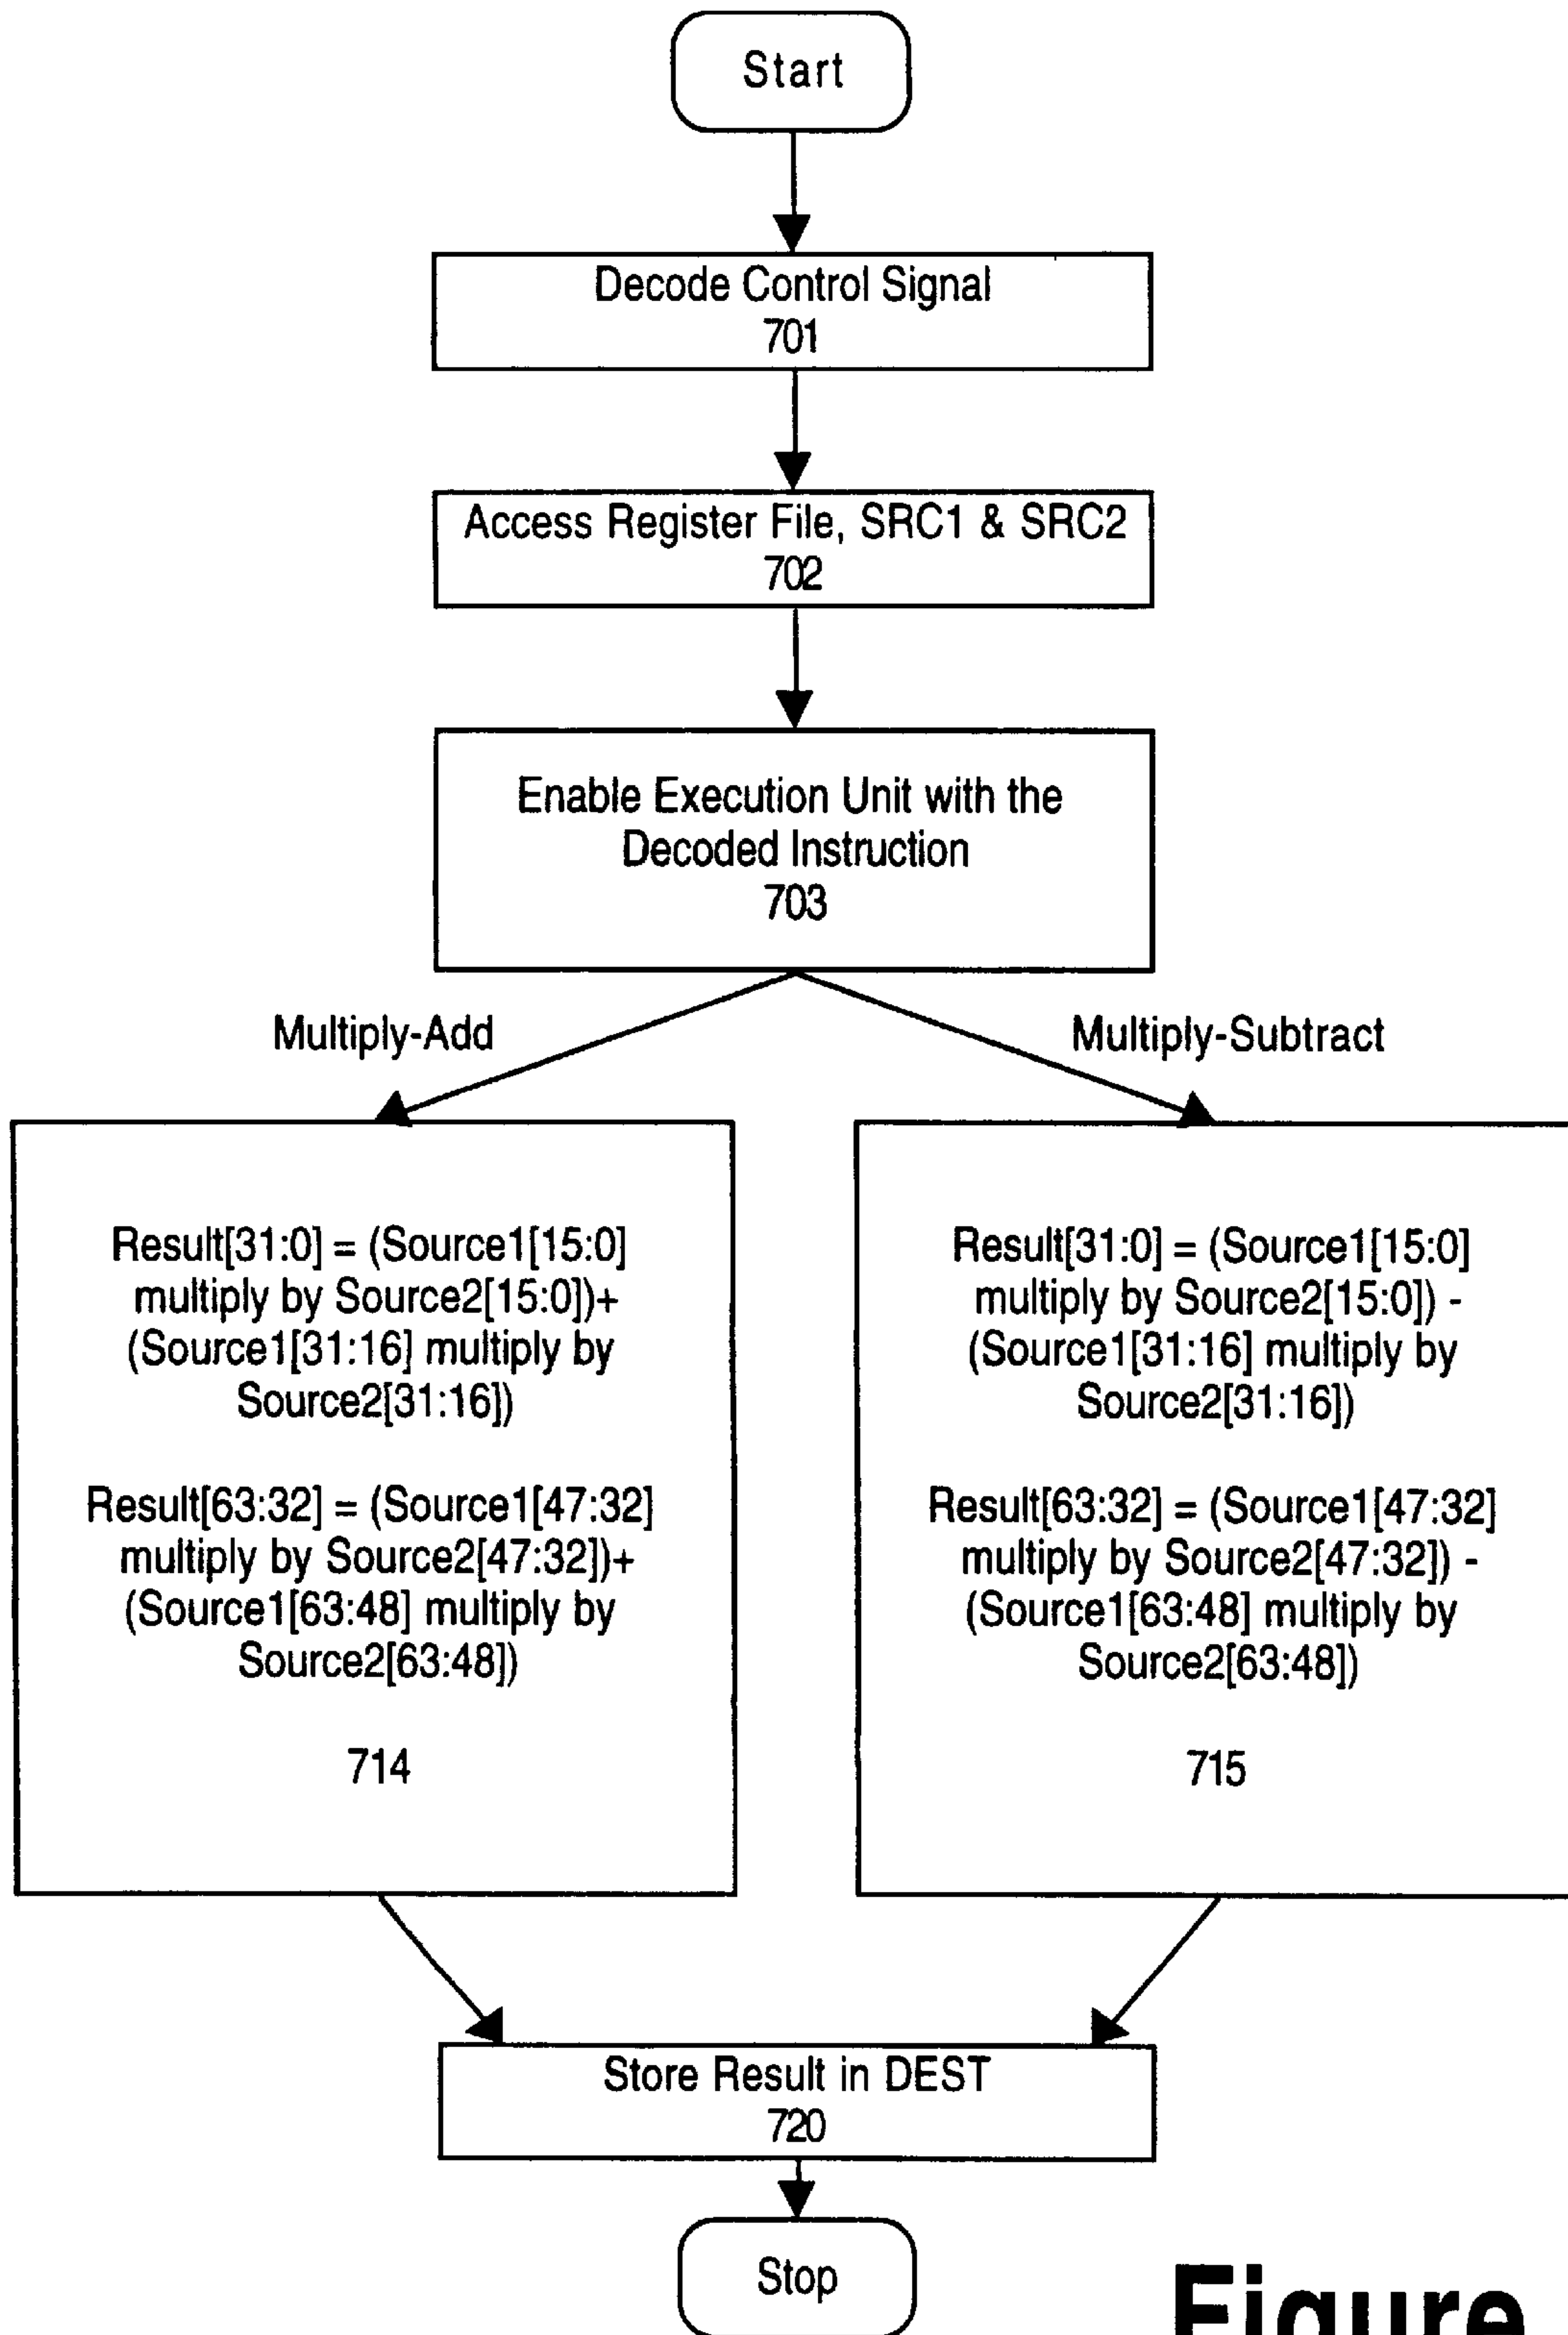 Start
Decode Control Signal
701
Access Register File, SRC1 & SRC2
702
Enable Execution Unit with the
Decoded Instruction
703
Multiply-Add
Multiply-Subtract
Result[31:0] = (Source1[15:0]
multiply by Source2[15:0])+
(Source1[31:16] multiply by
Source2[31:16])
Result[63:32] = (Source1[47:32]
multiply by Source2[47:32])+
(Source1[63:48] multiply by
Source2[63:48])
714
Result[31:0] = (Source1[15:0]
multiply by Source2[15:0]) -
(Source1[31:16] multiply by
Source2[31:16])
Result[63:32] = (Source1[47:32]
multiply by Source2[47:32]) -
(Source1[63:48] multiply by
Source2[63:48])
715
Store Result in DEST
720
Stop
Figure